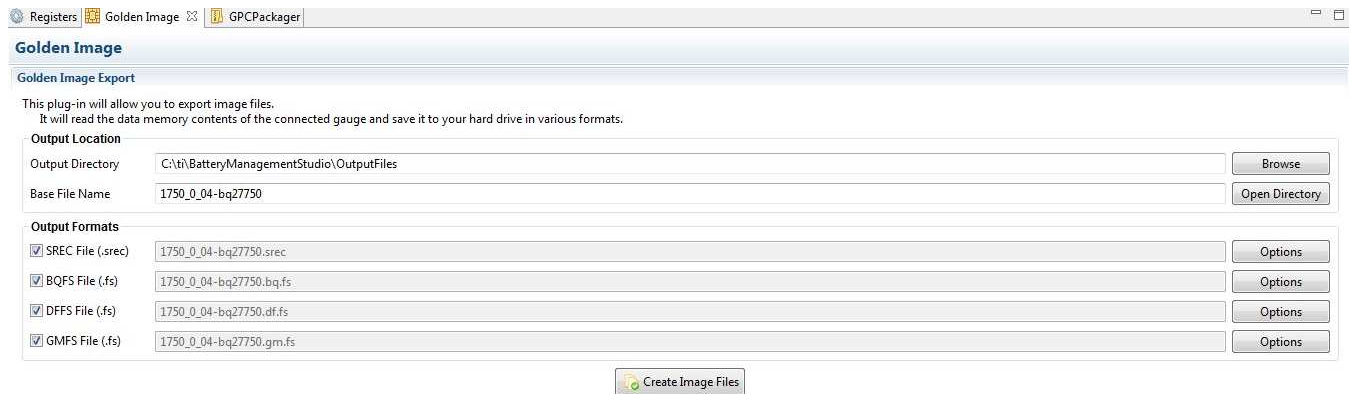 Registers Golden Image GPCPackager
Golden Image
Golden Image Export
This plug-in will allow you to export image files.
It will read the data memory contents of the connected gauge and save it to your hard drive in various formats.
Output Location
Output Directory C:\ti\BatteryManagementStudio\OutputFiles Browse
Base File Name 1750_0_04-bq27750 Open Directory
Output Formats
SREC File (.srec) 1750_0_04-bq27750.srec Options
BQFS File (.fs) 1750_0_04-bq27750.bq.fs Options
DFFS File (.fs) 1750_0_04-bq27750.df.fs Options
GMFS File (.fs) 1750_0_04-bq27750.gm.fs Options
Create Image Files